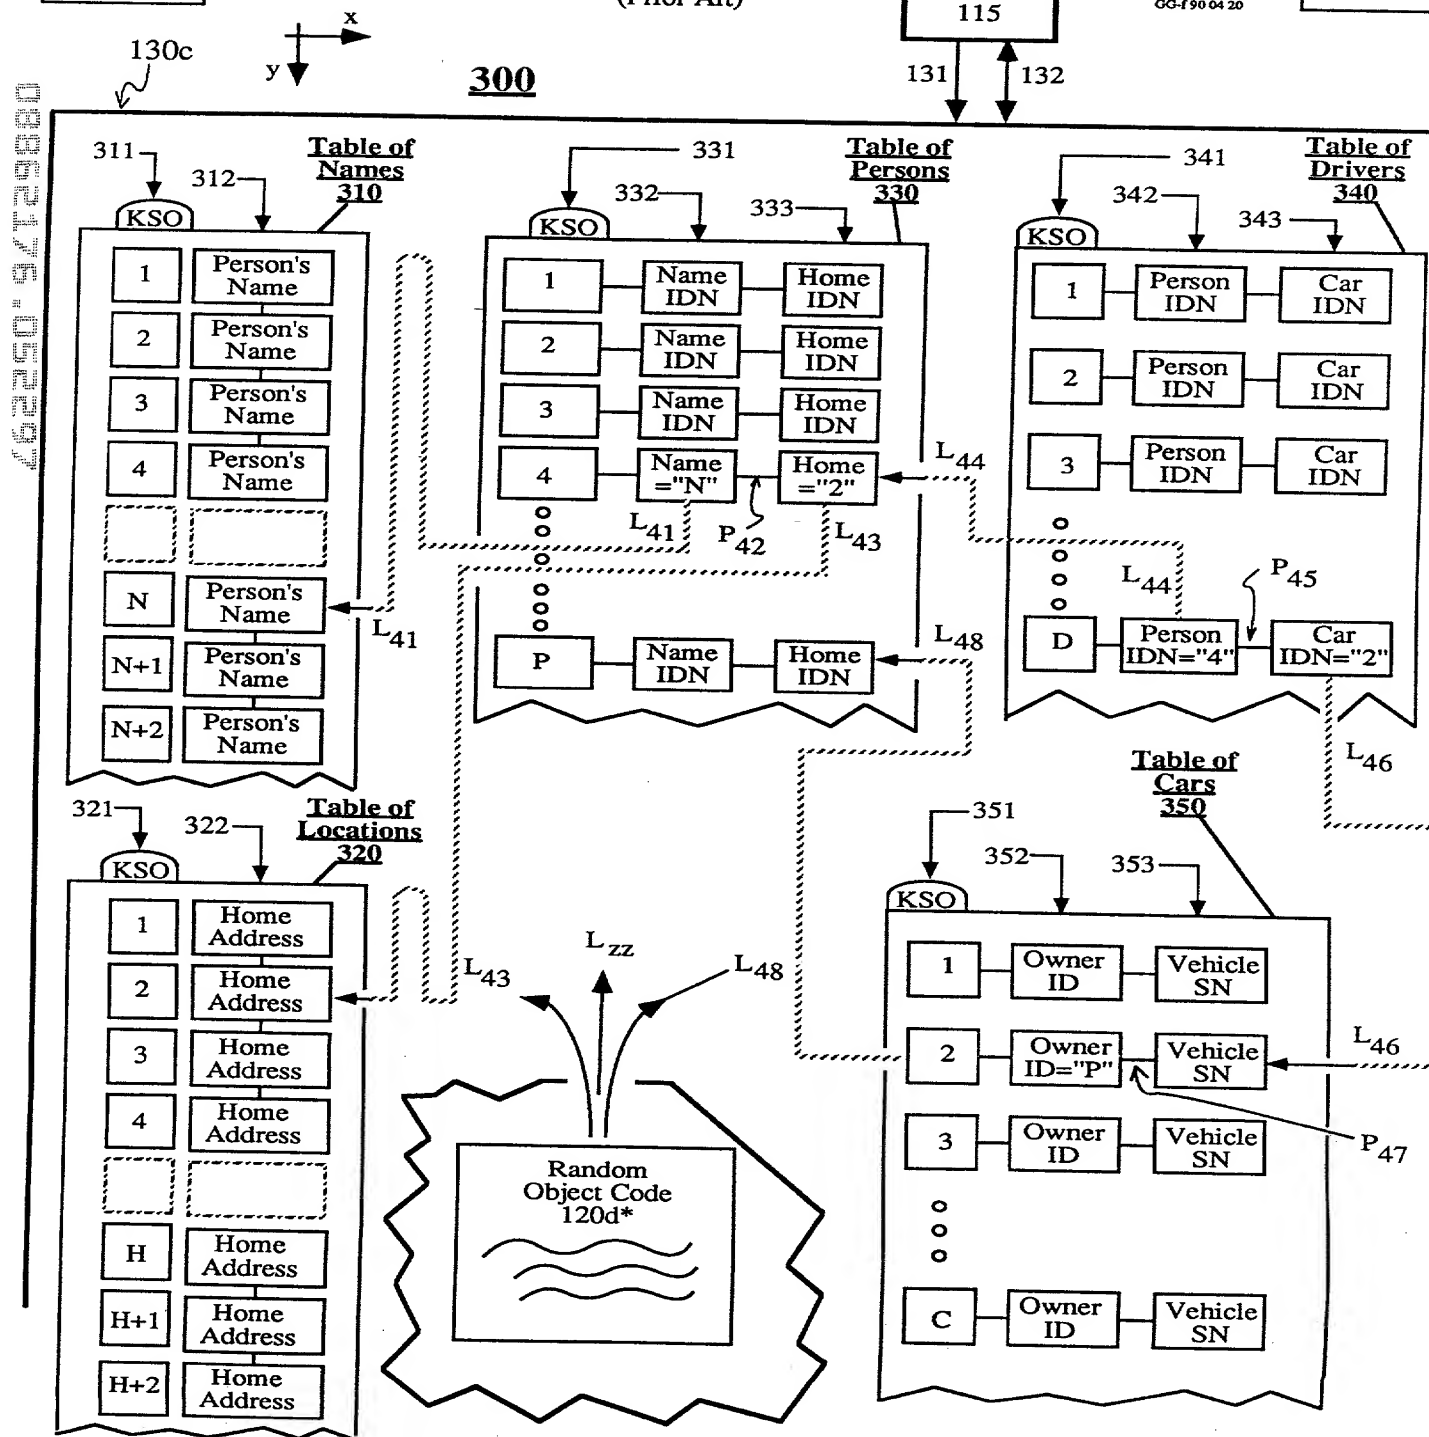 (Prior Art)
115
GG-f 90 04 20
x
y
130c
300
131
132
08862175.052297
311
312
Table of
Names
310
KSO
1
Person's
Name
2
Person's
Name
3
Person's
Name
4
Person's
Name
N
Person's
Name
N+1
Person's
Name
N+2
Person's
Name
L41
331
332
333
Table of
Persons
330
KSO
1
Name
IDN
Home
IDN
2
Name
IDN
Home
IDN
3
Name
IDN
Home
IDN
4
Name
="N"
Home
="2"
L41
P42
L43
P
Name
IDN
Home
IDN
L44
L48
341
342
343
Table of
Drivers
340
KSO
1
Person
IDN
Car
IDN
2
Person
IDN
Car
IDN
3
Person
IDN
Car
IDN
L44
P45
D
Person
IDN="4"
Car
IDN="2"
L46
321
322
Table of
Locations
320
KSO
1
Home
Address
2
Home
Address
3
Home
Address
4
Home
Address
H
Home
Address
H+1
Home
Address
H+2
Home
Address
L43
Lzz
L48
Random
Object Code
120d*
Table of
Cars
350
351
352
353
KSO
1
Owner
ID
Vehicle
SN
2
Owner
ID="P"
Vehicle
SN
L46
3
Owner
ID
Vehicle
SN
P47
C
Owner
ID
Vehicle
SN